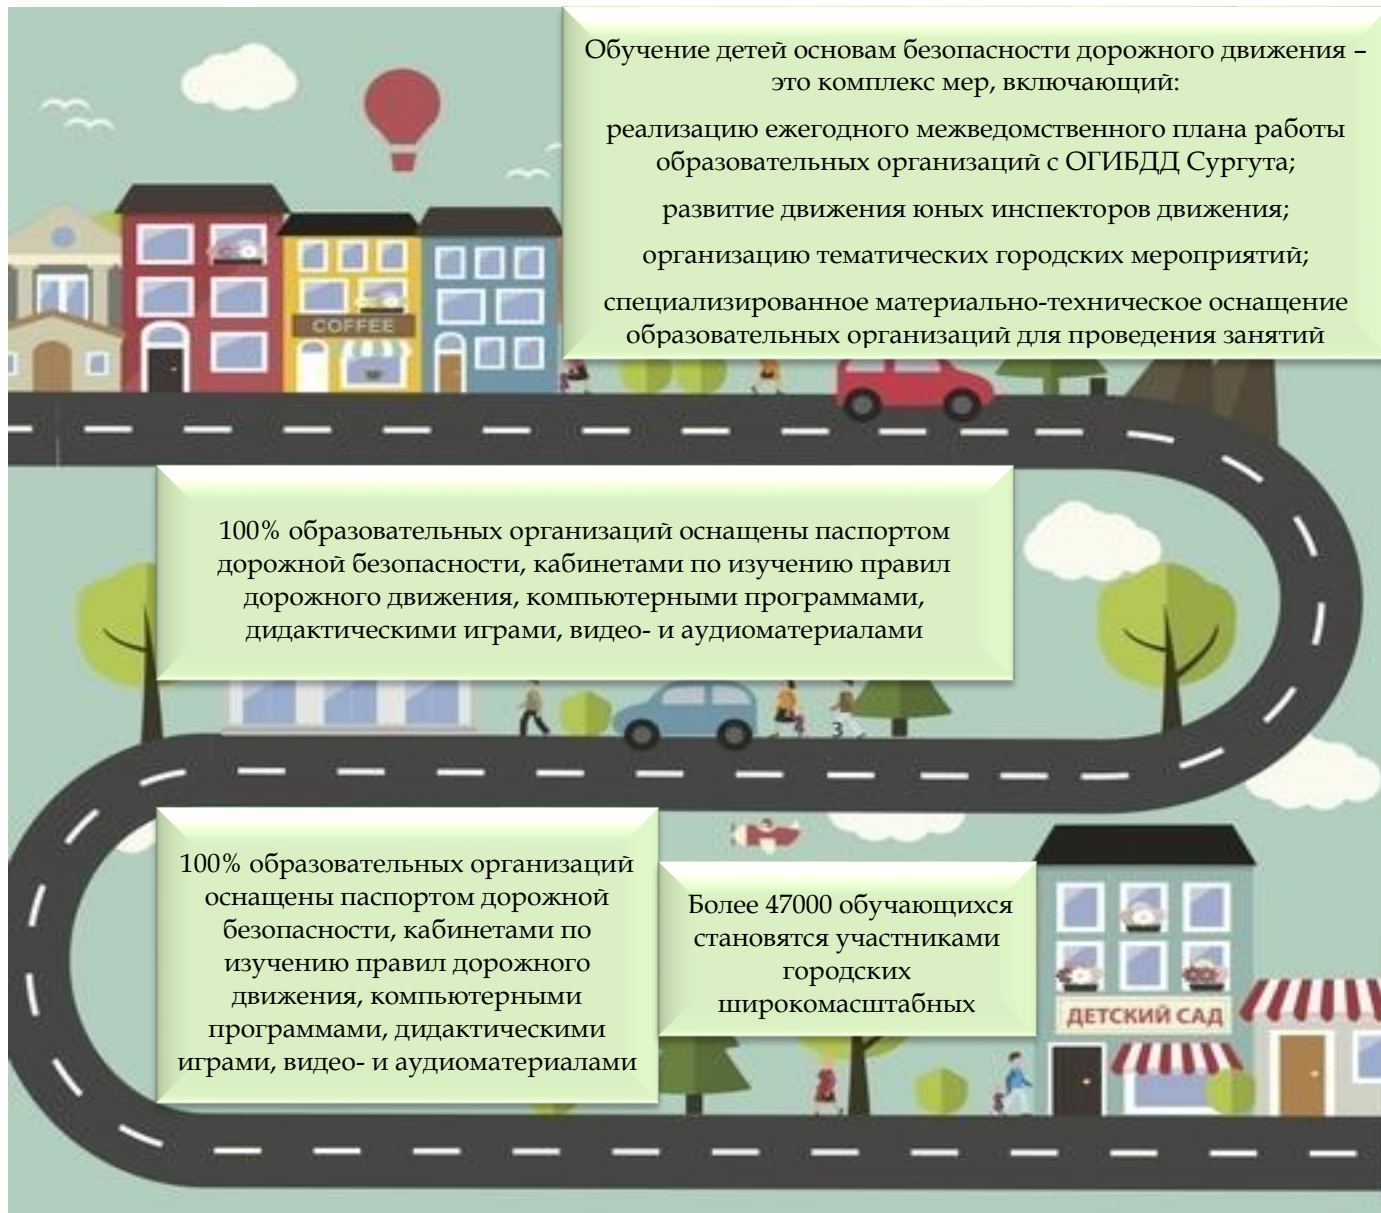 Обучение детей основам безопасности дорожного движения –
это комплекс мер, включающий:
реализацию ежегодного межведомственного плана работы
образовательных организаций с ОГИБДД Сургута;
развитие движения юных инспекторов движения;
организацию тематических городских мероприятий;
специализированное материально-техническое оснащение
образовательных организаций для проведения занятий
COFFEE
100% образовательных организаций оснащены паспортом
дорожной безопасности, кабинетами по изучению правил
дорожного движения, компьютерными программами,
дидактическими играми, видео- и аудиоматериалами
3
100% образовательных организаций
оснащены паспортом дорожной
безопасности, кабинетами по
изучению правил дорожного
движения, компьютерными
программами, дидактическими
играми, видео- и аудиоматериалами
Более 47000 обучающихся
становятся участниками
городских
широкомасштабных
ДЕТСКИЙ САД